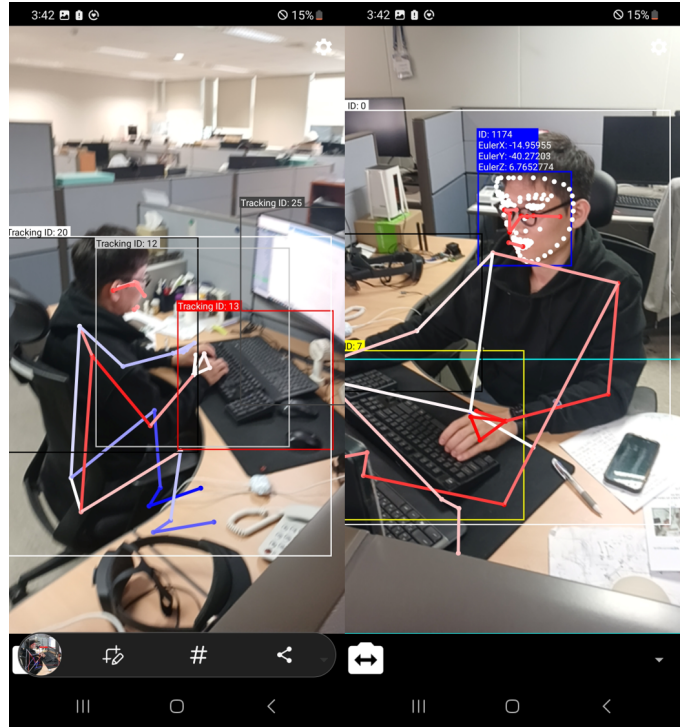 3:42
15%
Tracking ID: 25
Tracking ID: 20
Tracking ID: 12
Tracking ID: 13
3:42
15%
ID: 0
ID: 1174
EulerX: -14.95955
EulerY: -40.27203
EulerZ: 6.7652774
ID: 7